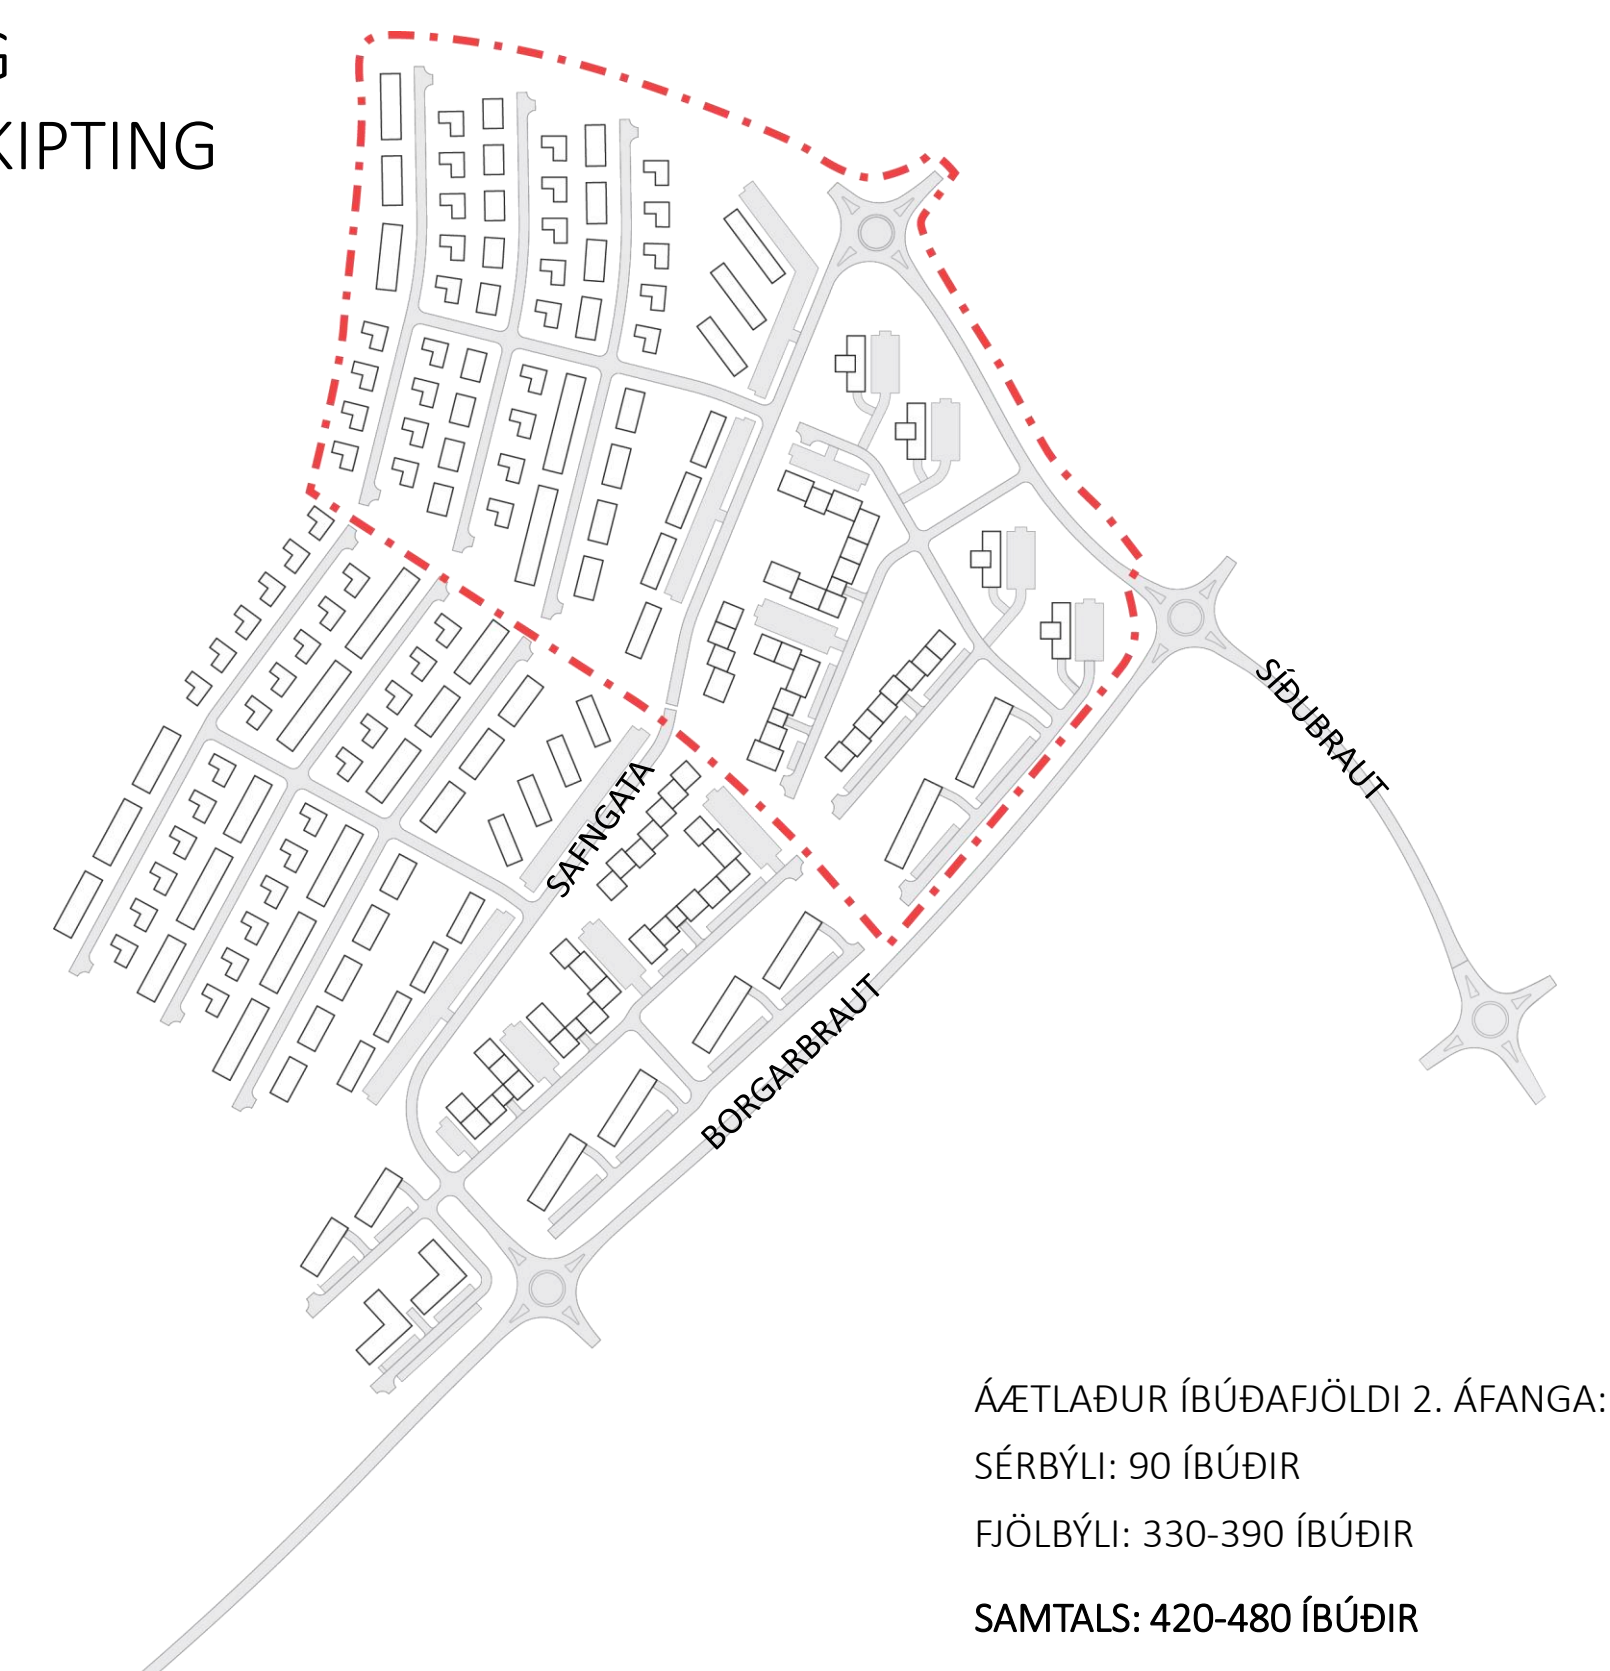 G
KIPTING
SÍÐUBRAUT
SAFNGATA
BORGARBRAUT
ÁÆTLAÐUR ÍBÚÐAFJÖLDI 2. ÁFANGA:
SÉRBÝLI: 90 ÍBÚÐIR
FJÖLBÝLI: 330-390 ÍBÚÐIR
SAMTALS: 420-480 ÍBÚÐIR